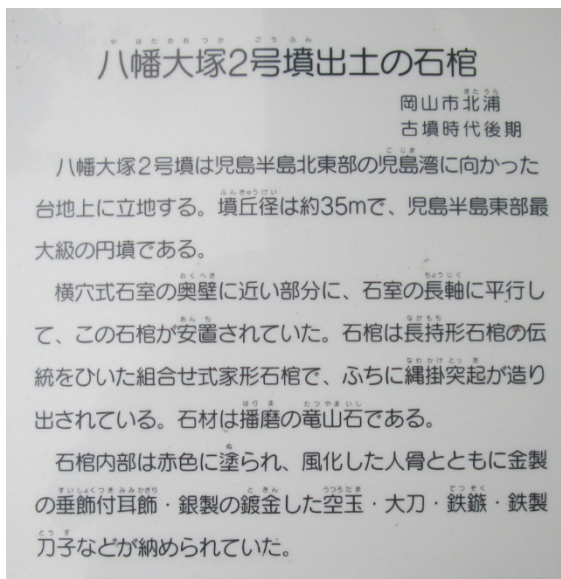 八幡大塚2号墳出土の石棺
岡山市北浦
古墳時代後期
八幡大塚2号墳は児島半島北東部の児島湾に向かった
台地上に立地する。墳丘径は約35mで、児島半島東部最
大級の円墳である。
横穴式石室の奥壁に近い部分に、石室の長軸に平行し
て、この石棺が安置されていた。石棺は長持形石棺の伝
統をひいた組合せ式家形石棺で、ふちに縄掛突起が造り
出されている。石材は播磨の竜山石である。
石棺内部は赤色に塗られ、風化した人骨とともに金製
の垂飾付耳飾・銀製の鍍金した空玉・大刀・鉄鏃・鉄製
刀子などが納められていた。